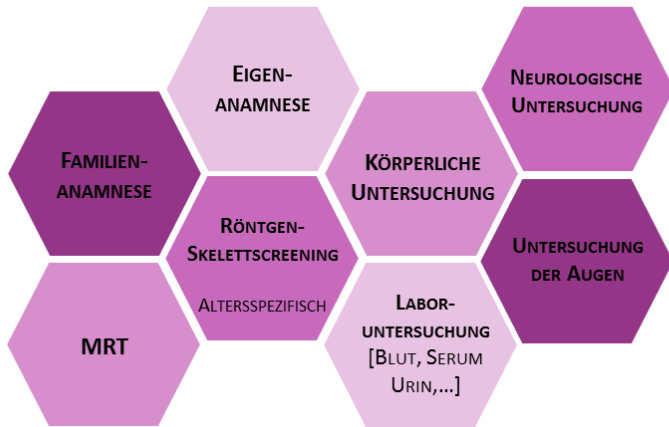 EIGEN-
ANAMNESE
NEUROLOGISCHE
UNTERSUCHUNG
FAMILIEN-
ANAMNESE
KÖRPERLICHE
UNTERSUCHUNG
RÖNTGEN-
SKELETTSCREENING
ALTERSSPEZIFISCH
UNTERSUCHUNG
DER AUGEN
MRT
LABOR-
UNTERSUCHUNG
[BLUT, SERUM
URIN,...]